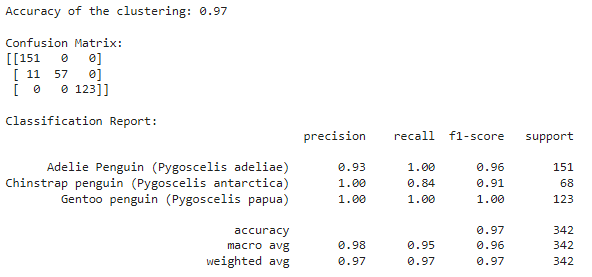 Accuracy of the clustering: 0.97
Confusion Matrix:
[[151   0   0]
 [ 11  57   0]
 [  0   0 123]]
Classification Report:
precision    recall  f1-score   support
Adelie Penguin (Pygoscelis adeliae)       0.93      1.00      0.96       151
Chinstrap penguin (Pygoscelis antarctica)       1.00      0.84      0.91        68
Gentoo penguin (Pygoscelis papua)       1.00      1.00      1.00       123
accuracy                           0.97       342
macro avg       0.98      0.95      0.96       342
weighted avg       0.97      0.97      0.97       342